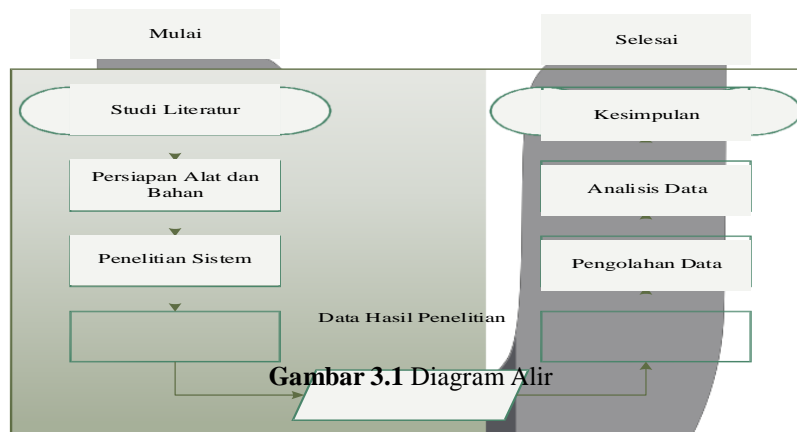 Mulai
Studi Literatur
Persiapan Alat dan
Bahan
Penelitian Sistem
Data Hasil Penelitian
Selesai
Kesimpulan
Analisis Data
Pengolahan Data
Gambar 3.1 Diagram Alir